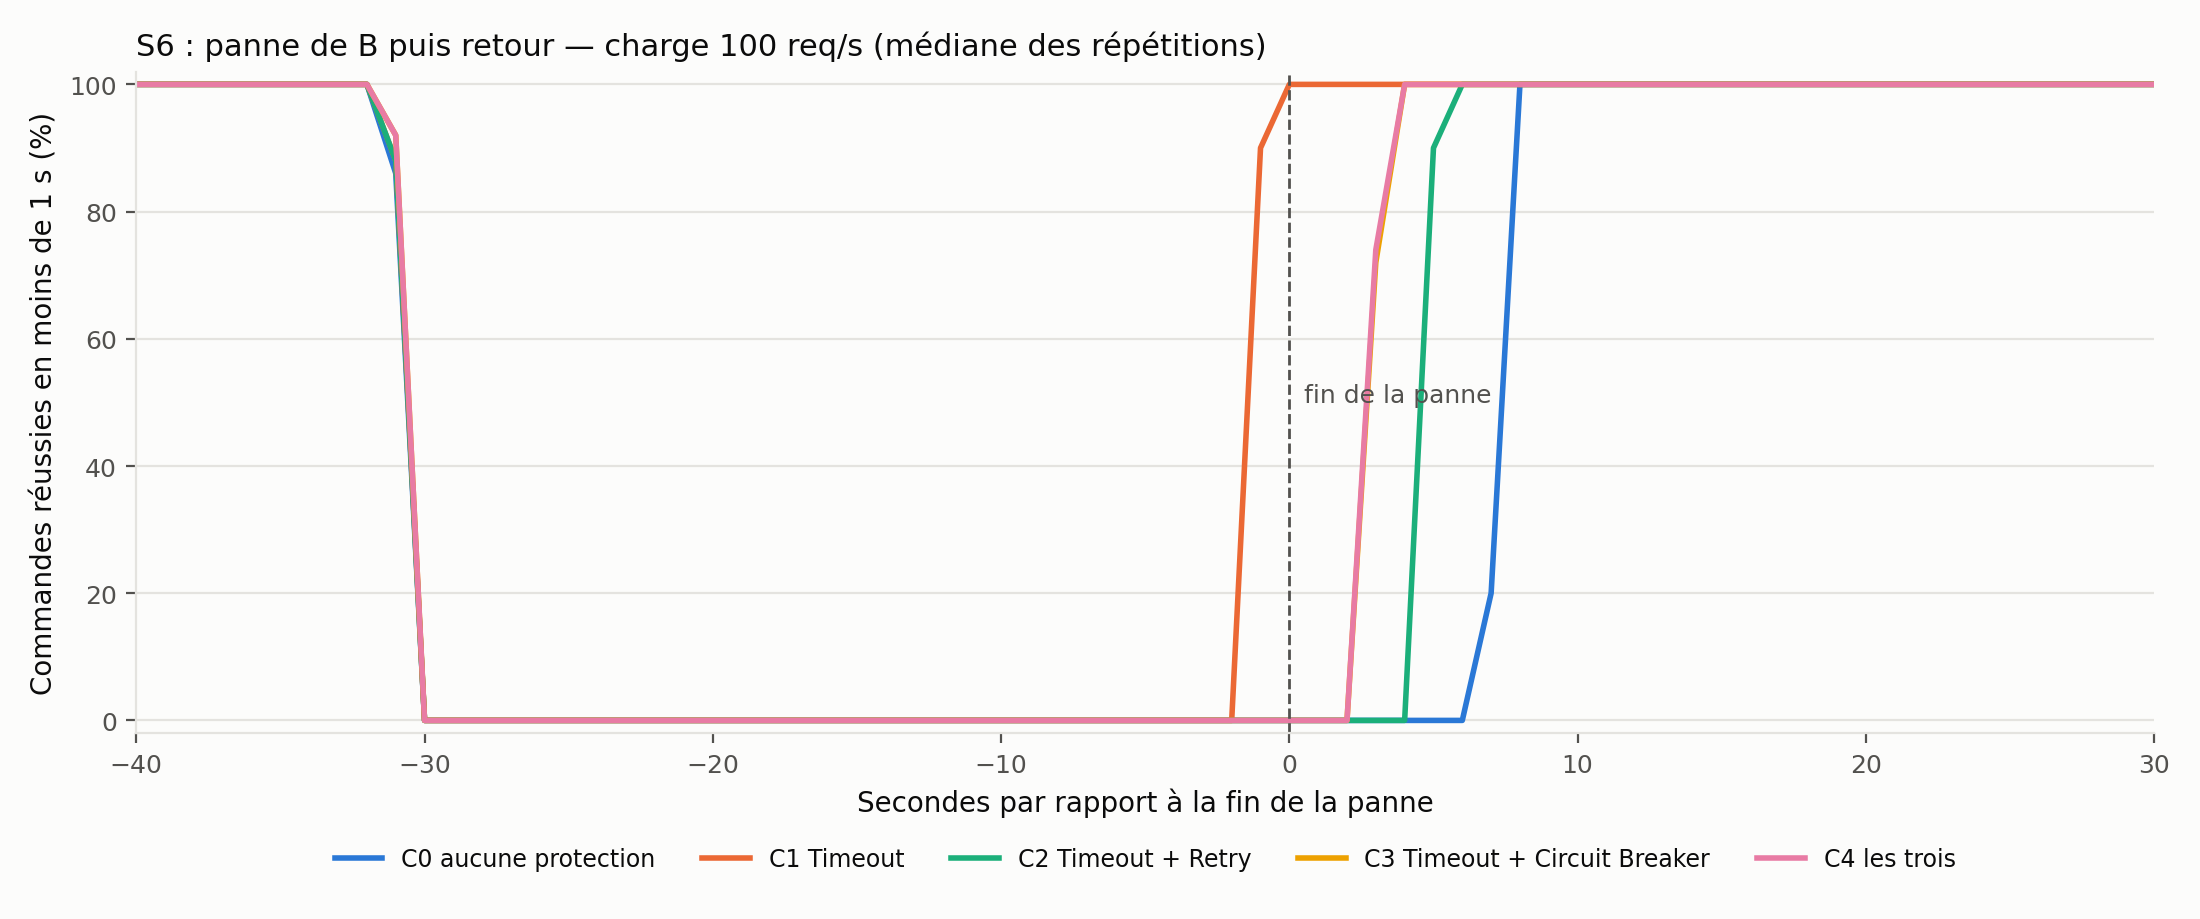 S6 : panne de B puis retour — charge 100 req/s (médiane des répétitions)
Commandes réussies en moins de 1 s (%)
100
80
60
40
20
0
fin de la panne
−40 −30 −20 −10 0 10 20 30
Secondes par rapport à la fin de la panne
C0 aucune protection C1 Timeout C2 Timeout + Retry C3 Timeout + Circuit Breaker C4 les trois